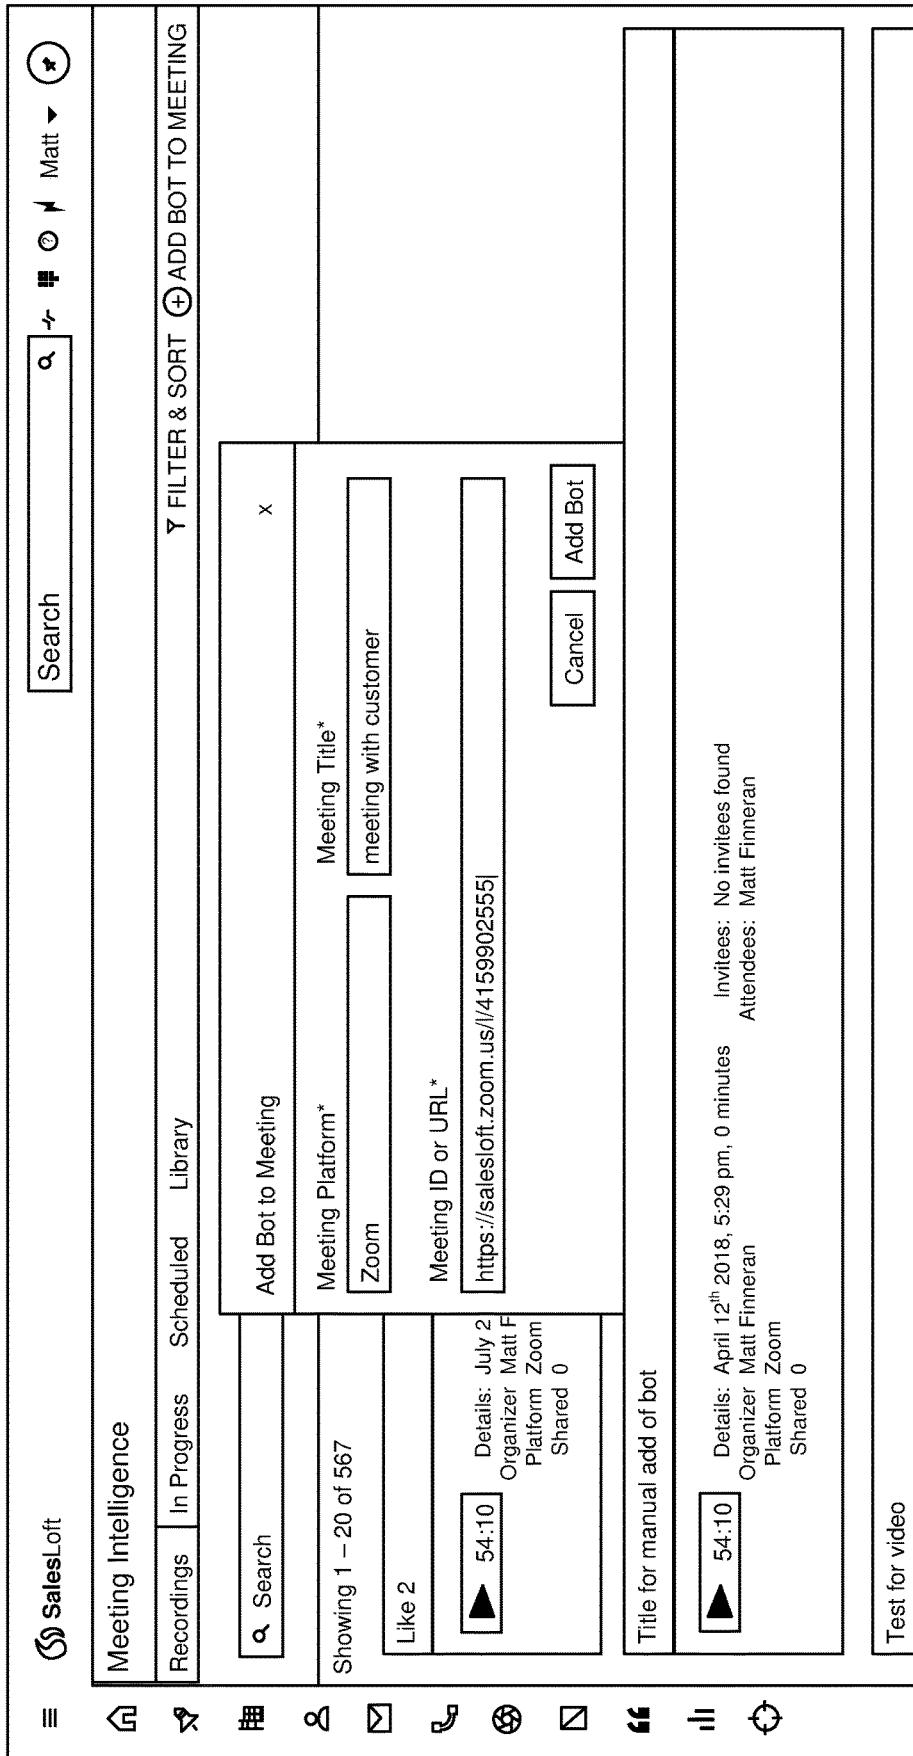 SalesLoft
Search
Matt
Meeting Intelligence
Recordings In Progress Scheduled Library FILTER & SORT ADD BOT TO MEETING
Search
Showing 1 – 20 of 567
Like 2
54:10
Details: July 2
Organizer Matt F
Platform Zoom
Shared 0
Add Bot to Meeting x
Meeting Platform* Meeting Title*
Zoom meeting with customer
Meeting ID or URL*
https://salesloft.zoom.us/l/4159902555
Cancel Add Bot
Title for manual add of bot
54:10
Details: April 12th 2018, 5:29 pm, 0 minutes Invitees: No invitees found
Organizer Matt Finneran Attendees: Matt Finneran
Platform Zoom
Shared 0
Test for video